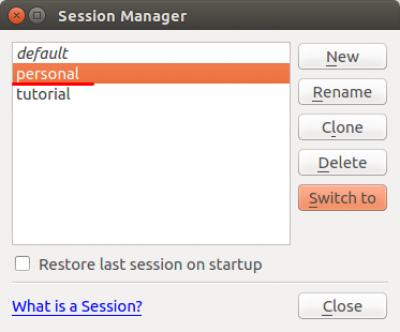 Session Manager
default
personal
tutorial
New
Rename
Clone
Delete
Switch to
Restore last session on startup
What is a Session?
Close